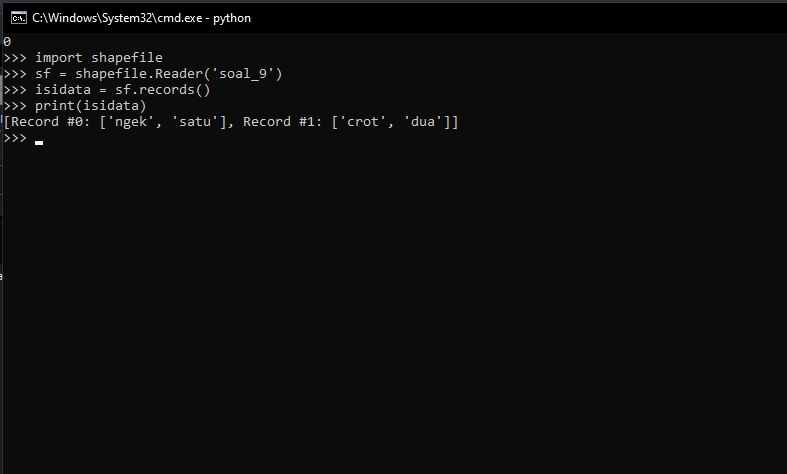 C:\Windows\System32\cmd.exe - python
0
>>> import shapefile
>>> sf = shapefile.Reader('soal_9')
>>> isidata = sf.records()
>>> print(isidata)
[Record #0: ['ngek', 'satu'], Record #1: ['crot', 'dua']]
>>>